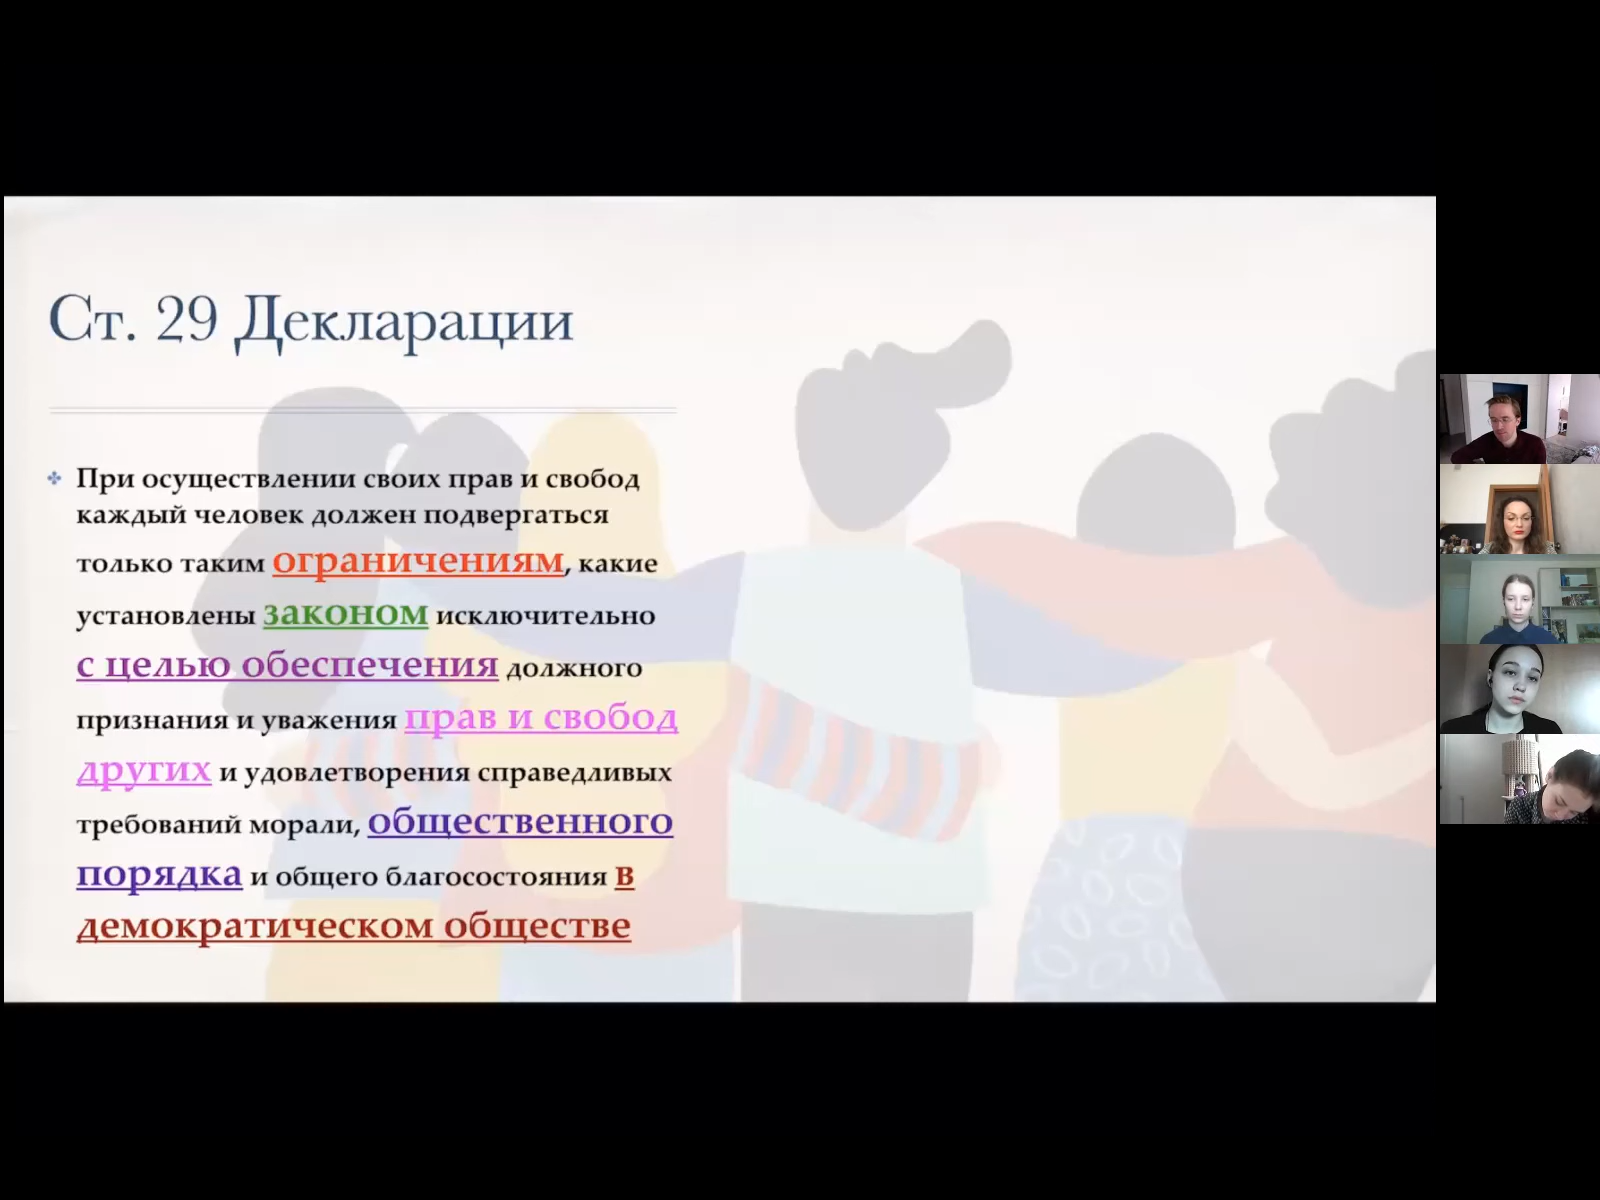 Ст. 29 Декларации
При осуществлении своих прав и свобод
каждый человек должен подвергаться
только таким ограничениям, какие
установлены законом исключительно
с целью обеспечения должного
признания и уважения прав и свобод
других и удовлетворения справедливых
требований морали, общественного
порядка и общего благосостояния в
демократическом обществе